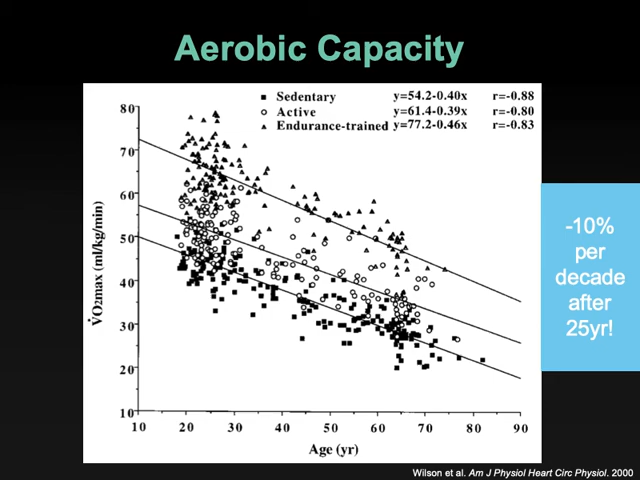 Aerobic Capacity
■ Sedentary y=54.2-0.40x r=-0.88
○ Active y=61.4-0.39x r=-0.80
▲ Endurance-trained y=77.2-0.46x r=-0.83
80
70
60
50
40
30
20
10
V̇O2max (ml/kg/min)
10 20 30 40 50 60 70 80 90
Age (yr)
-10%
per
decade
after
25yr!
Wilson et al. Am J Physiol Heart Circ Physiol. 2000